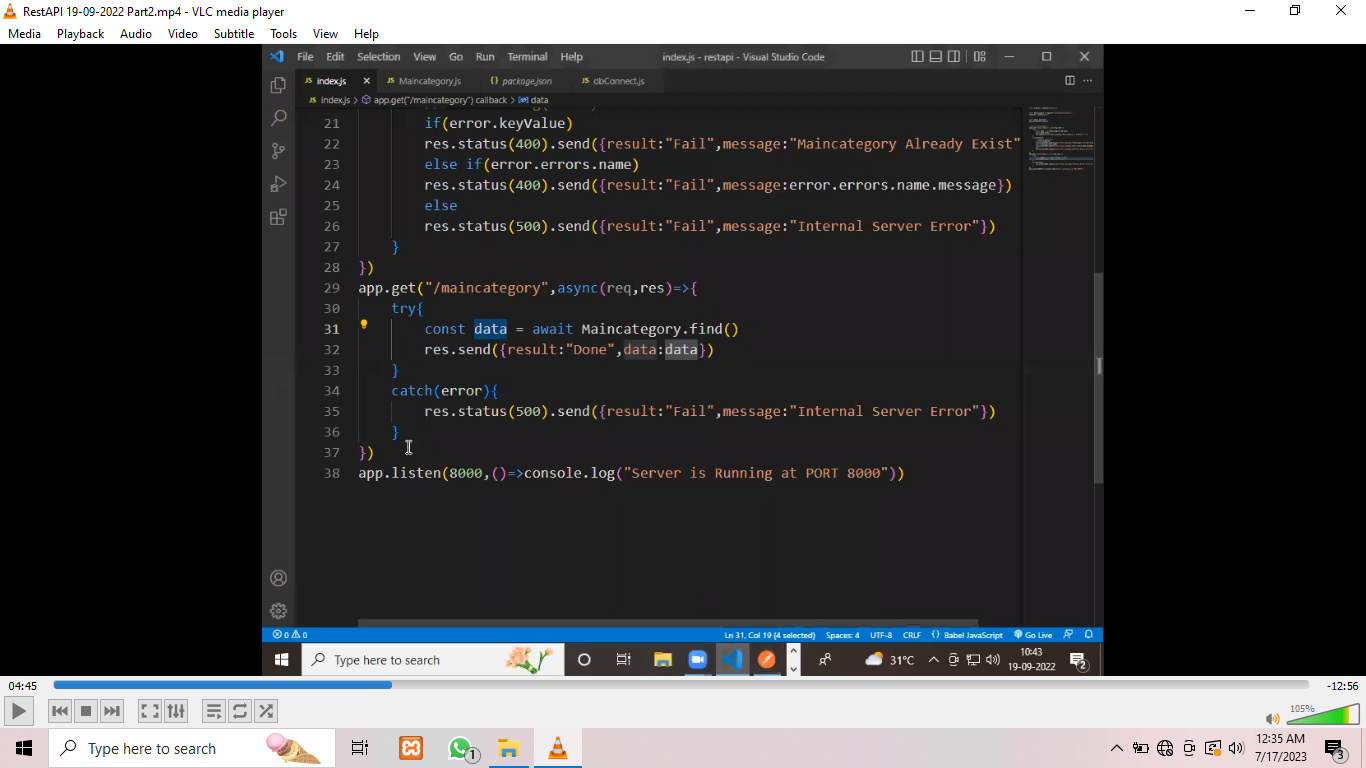 RestAPI 19-09-2022 Part2.mp4 - VLC media player
Media Playback Audio Video Subtitle Tools View Help
File Edit Selection View Go Run Terminal Help index.js - restapi - Visual Studio Code
JS index.js JS Maincategory.js {} package.json JS dbConnect.js
JS index.js > app.get("/maincategory") callback > data
21 if(error.keyValue)
22 res.status(400).send({result:"Fail",message:"Maincategory Already Exist"
23 else if(error.errors.name)
24 res.status(400).send({result:"Fail",message:error.errors.name.message})
25 else
26 res.status(500).send({result:"Fail",message:"Internal Server Error"})
27 }
28 })
29 app.get("/maincategory",async(req,res)=>{
30 try{
31 const data = await Maincategory.find()
32 res.send({result:"Done",data:data})
33 }
34 catch(error){
35 res.status(500).send({result:"Fail",message:"Internal Server Error"})
36 }
37 })
38 app.listen(8000,()=>console.log("Server is Running at PORT 8000"))
0 0 Ln 31, Col 19 (4 selected) Spaces: 4 UTF-8 CRLF {} Babel JavaScript Go Live
Type here to search 31°C 10:43
19-09-2022 2
04:45 -12:56
105%
Type here to search 1 12:35 AM
7/17/2023 3